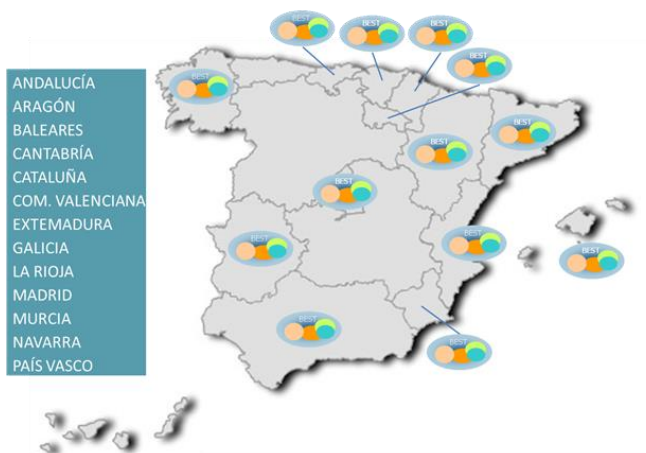 BEST
BEST
BEST
BEST
BEST
ANDALUCÍA
ARAGÓN
BALEARES
CANTABRÍA
CATALUÑA
COM. VALENCIANA
EXTEMADURA
GALICIA
LA RIOJA
MADRID
MURCIA
NAVARRA
PAÍS VASCO
BEST
BEST
BEST
BEST
BEST
BEST
BEST
BEST